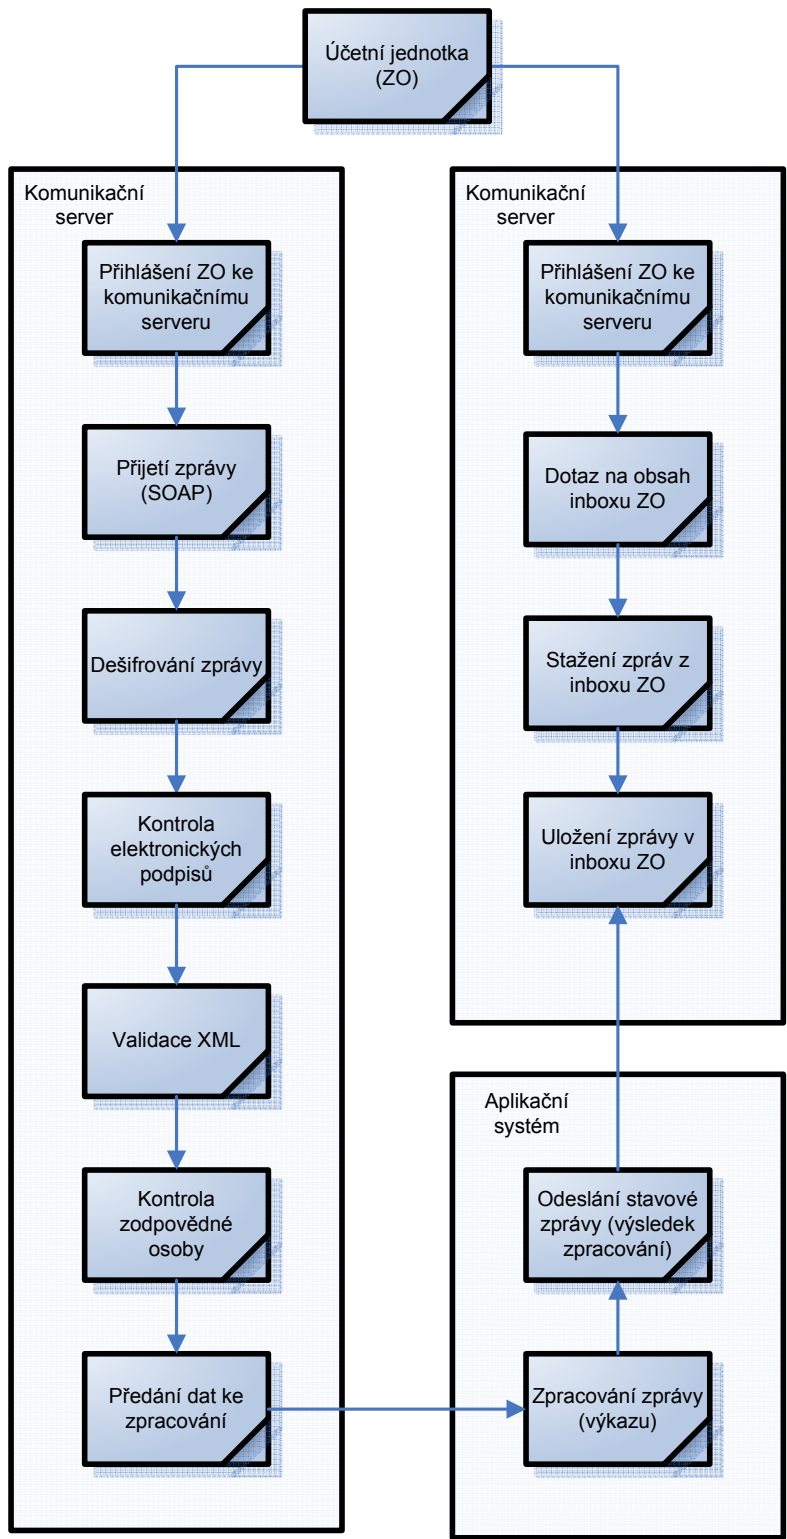 Účetní jednotka
(ZO)
Komunikační
server
Přihlášení ZO ke
komunikačnímu
serveru
Přijetí zprávy
(SOAP)
Dešifrování zprávy
Kontrola
elektronických
podpisů
Validace XML
Kontrola
zodpovědné
osoby
Předání dat ke
zpracování
Komunikační
server
Přihlášení ZO ke
komunikačnímu
serveru
Dotaz na obsah
inboxu ZO
Stažení zpráv z
inboxu ZO
Uložení zprávy v
inboxu ZO
Aplikační
systém
Odeslání stavové
zprávy (výsledek
zpracování)
Zpracování zprávy
(výkazu)